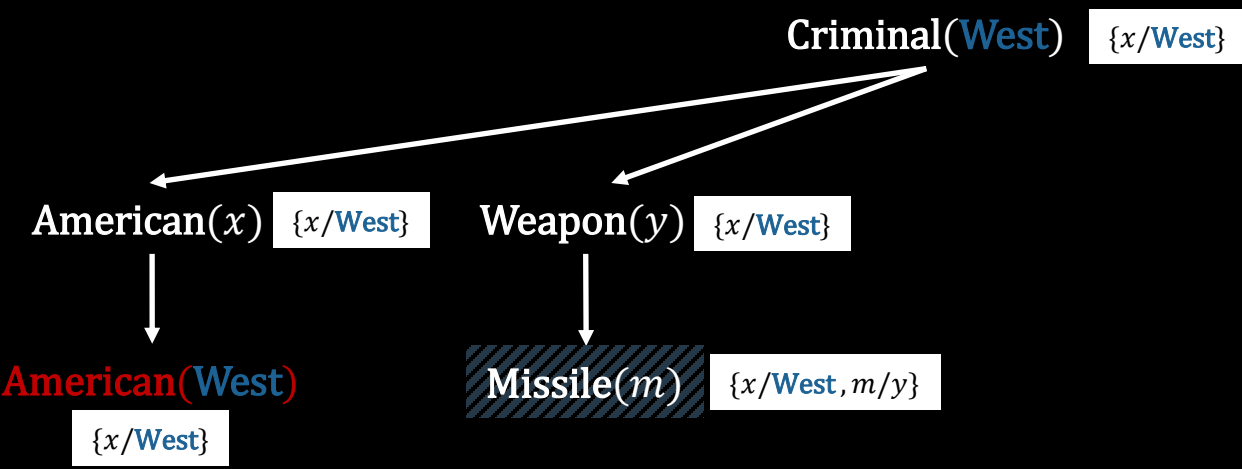 Criminal(West) {x/West}
American(x) {x/West} Weapon(y) {x/West}
American(West) Missile(m) {x/West, m/y}
{x/West}